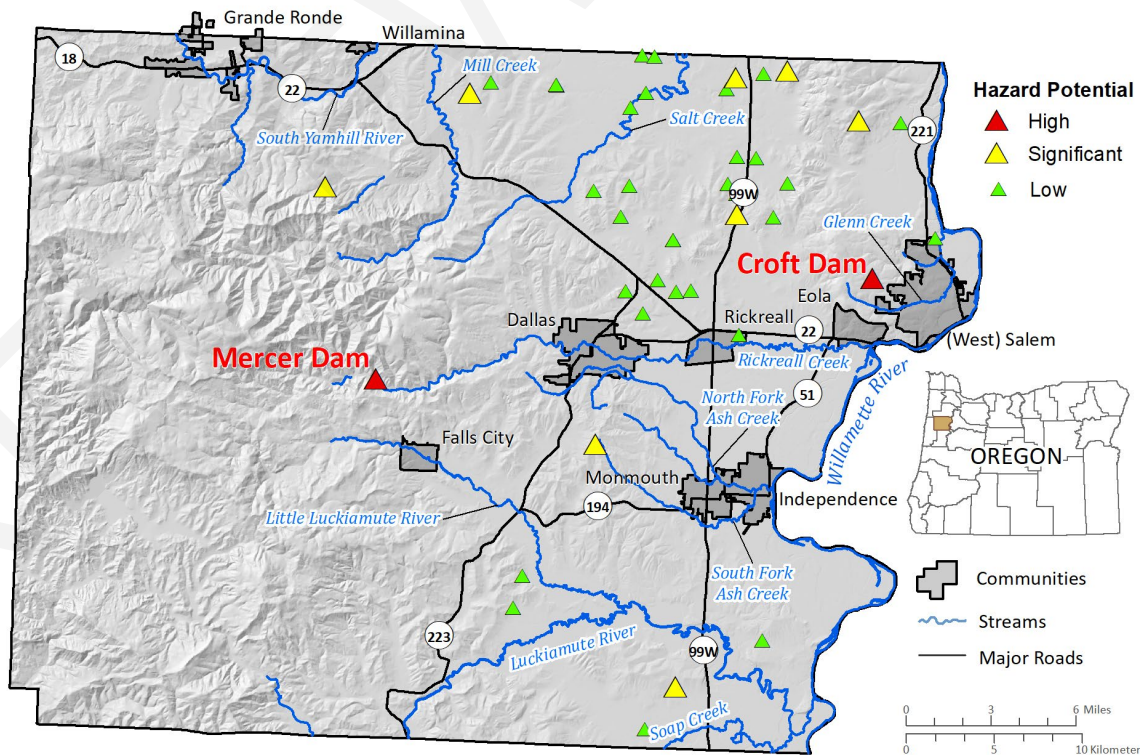 Grande Ronde
Willamina
18
22
Mill Creek
South Yamhill River
Salt Creek
221
99W
Glenn Creek
Croft Dam
Eola
Dallas
Rickreall
22
(West) Salem
Mercer Dam
Rickreall Creek
51
North Fork
Ash Creek
Willamette River
Falls City
Monmouth
Independence
194
Little Luckiamute River
South Fork
Ash Creek
223
Luckiamute River
99W
Soap Creek
Hazard Potential
High
Significant
Low
OREGON
Communities
Streams
Major Roads
0 3 6 Miles
0 5 10 Kilometer